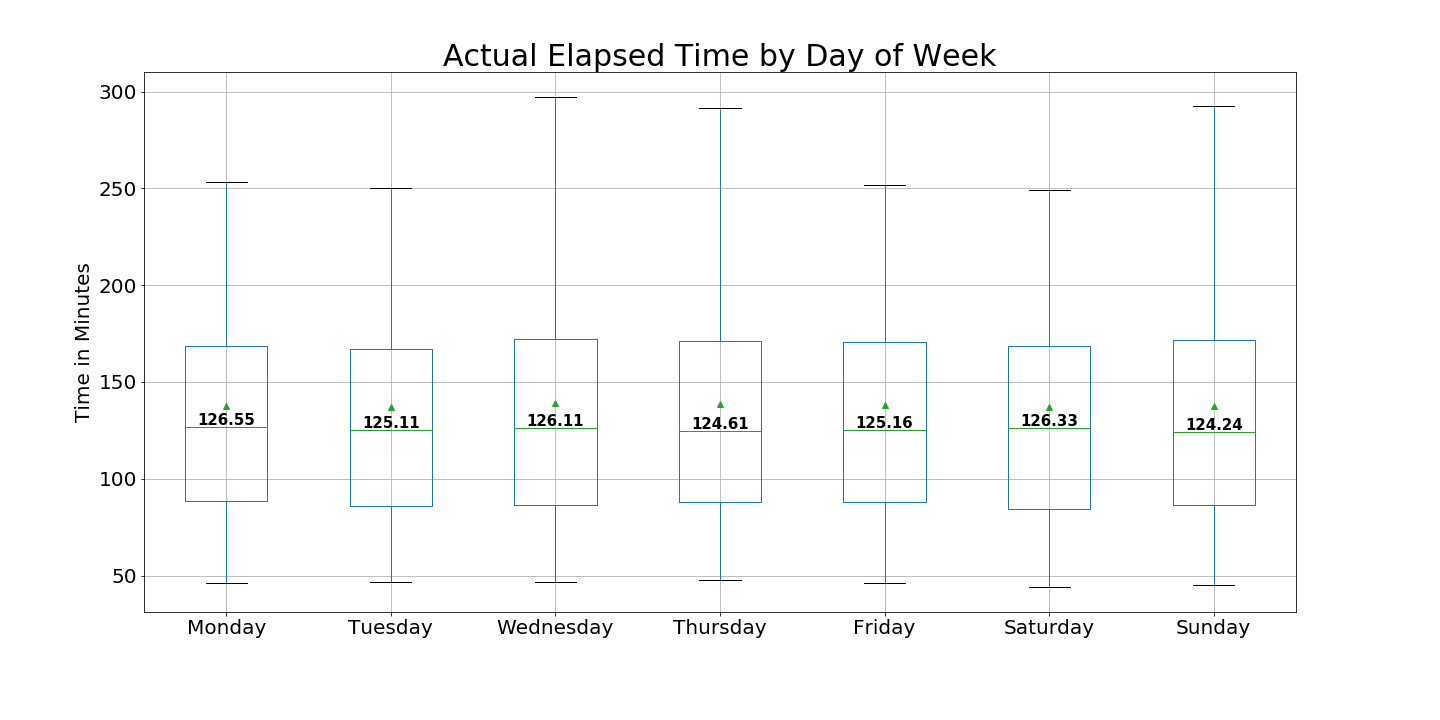 Actual Elapsed Time by Day of Week
Time in Minutes
300
250
200
150
100
50
126.55 125.11 126.11 124.61 125.16 126.33 124.24
Monday Tuesday Wednesday Thursday Friday Saturday Sunday